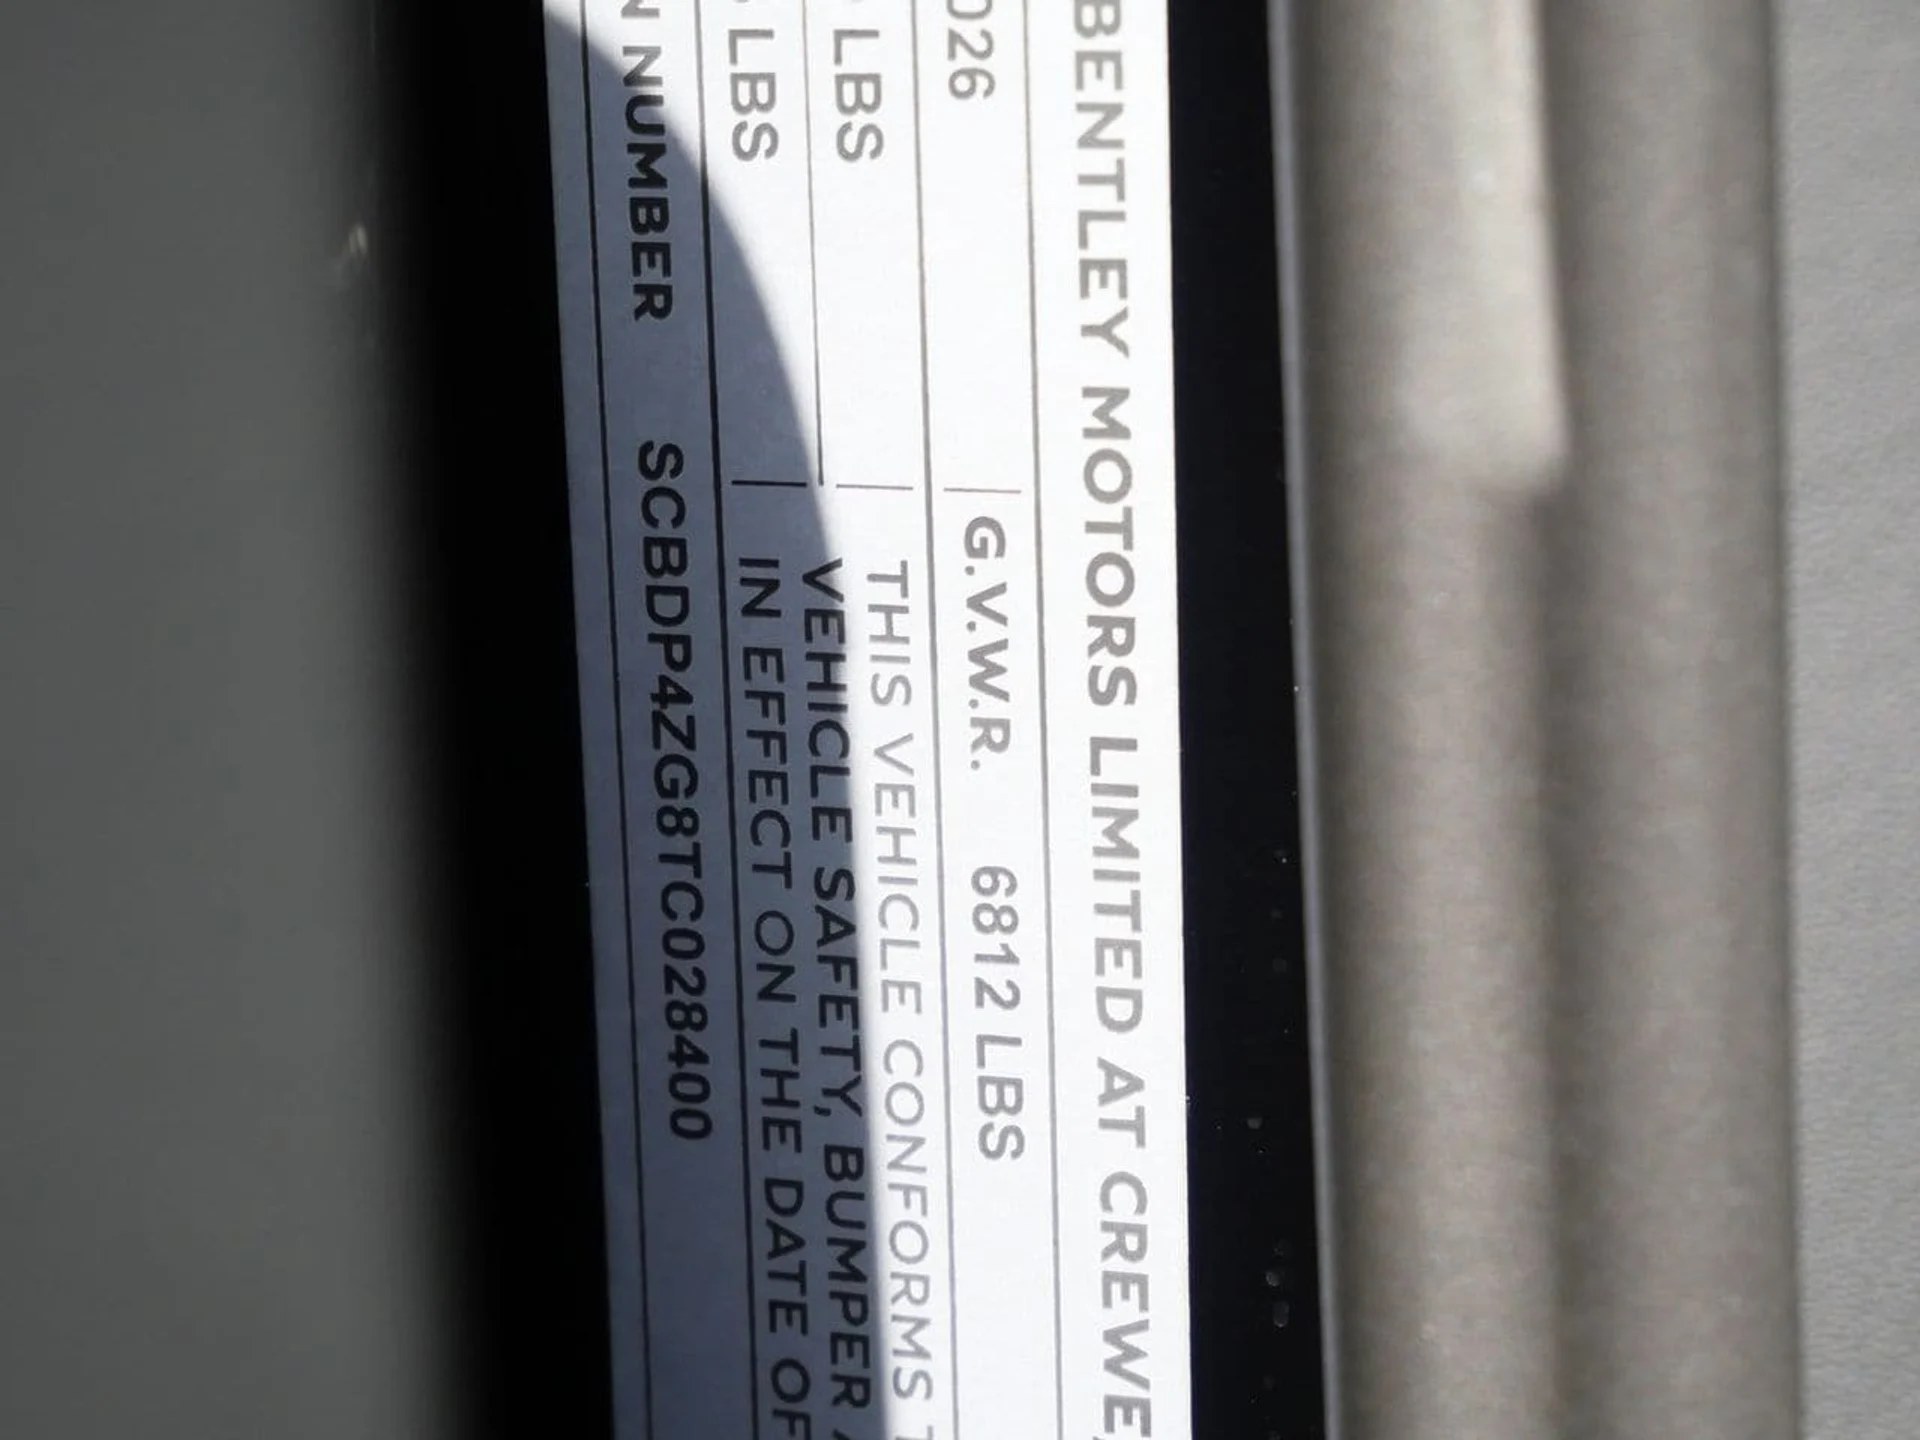 BENTLEY MOTORS LIMITED AT CREWE,
026 G.V.W.R. 6812 LBS
LBS THIS VEHICLE CONFORMS
VEHICLE SAFETY, BUMPER
LBS IN EFFECT ON THE DATE OF
N NUMBER SCBDP4ZG8TC028400